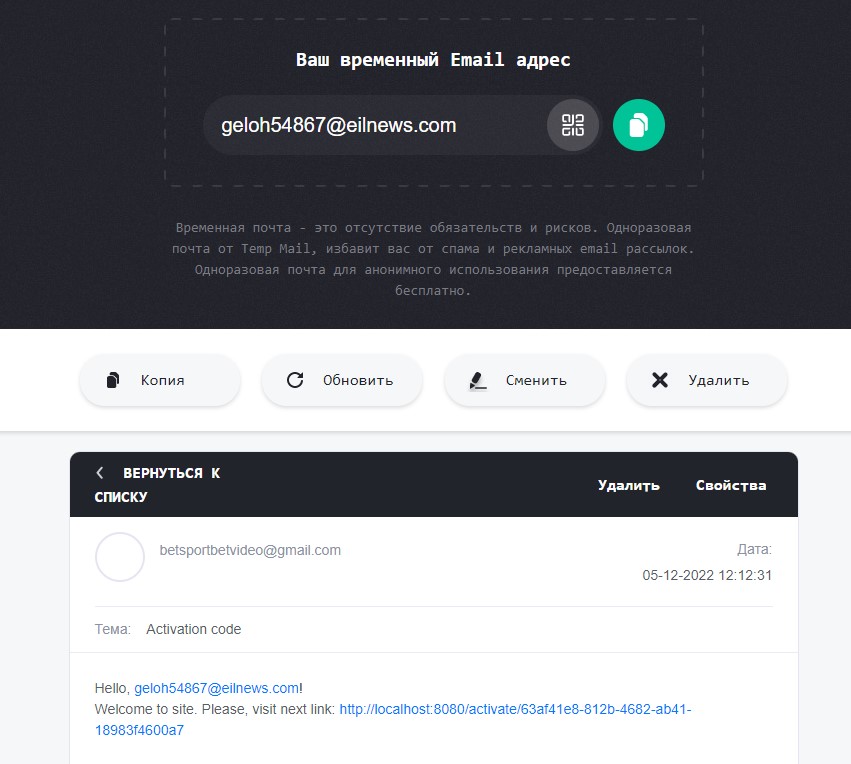 Ваш временный Email адрес
geloh54867@eilnews.com
Временная почта - это отсутствие обязательств и рисков. Одноразовая
почта от Temp Mail, избавит вас от спама и рекламных email рассылок.
Одноразовая почта для анонимного использования предоставляется
бесплатно.
Копия
Обновить
Сменить
Удалить
ВЕРНУТЬСЯ К
СПИСКУ
Удалить
Свойства
betsportbetvideo@gmail.com
Дата:
05-12-2022 12:12:31
Тема: Activation code
Hello, geloh54867@eilnews.com!
Welcome to site. Please, visit next link: http://localhost:8080/activate/63af41e8-812b-4682-ab41-
18983f4600a7